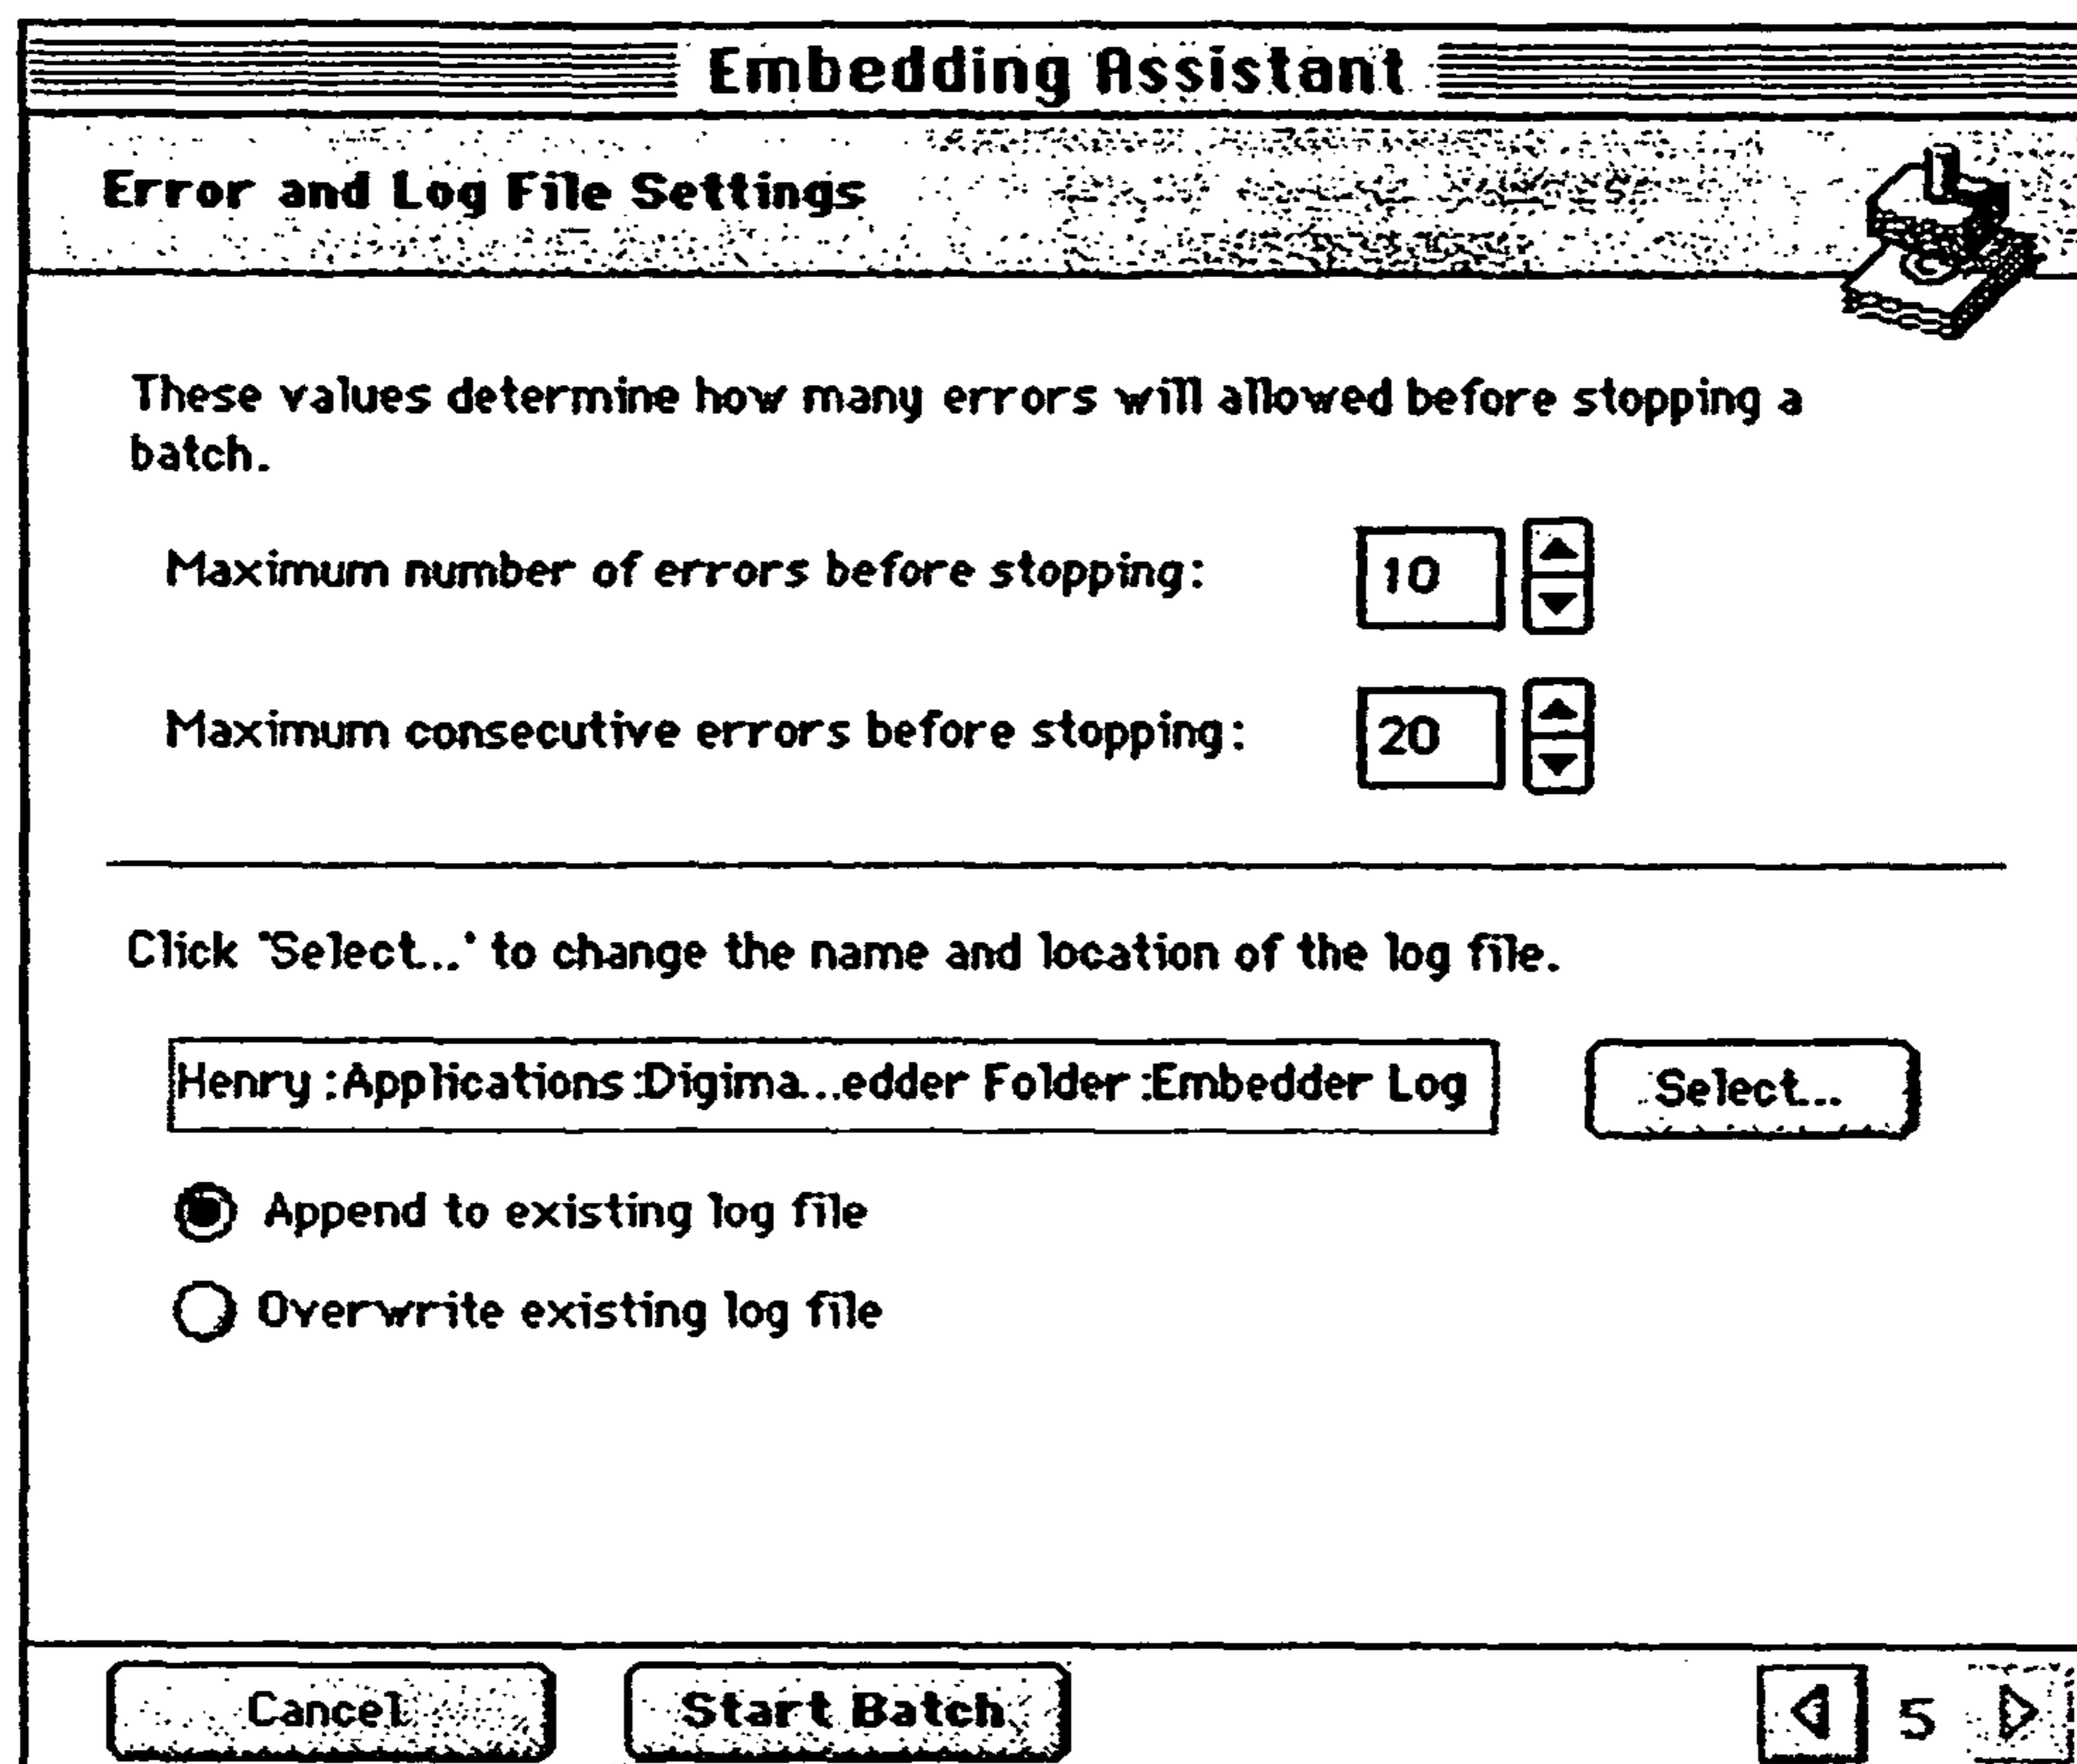 Embedding Assistant
Error and Log File Settings
These values determine how many errors will allowed before stopping a
batch.
Maximum number of errors before stopping: 10
Maximum consecutive errors before stopping: 20
Click "Select..." to change the name and location of the log file.
Henry:Applications:Digima...edder Folder:Embedder Log Select...
Append to existing log file
Overwrite existing log file
Cancel Start Batch 5